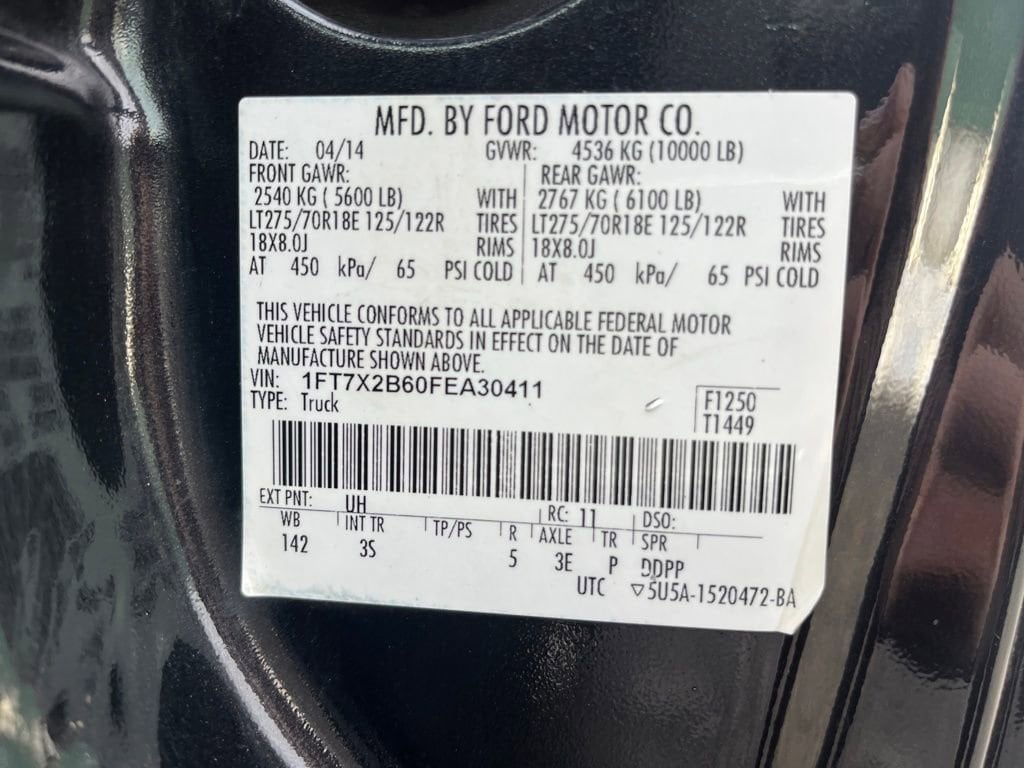 MFD. BY FORD MOTOR CO.
DATE: 04/14 GVWR: 4536 KG (10000 LB)
FRONT GAWR: REAR GAWR:
2540 KG ( 5600 LB) WITH 2767 KG ( 6100 LB) WITH
LT275/70R18E 125/122R TIRES LT275/70R18E 125/122R TIRES
18X8.0J RIMS 18X8.0J RIMS
AT 450 kPa/ 65 PSI COLD AT 450 kPa/ 65 PSI COLD
THIS VEHICLE CONFORMS TO ALL APPLICABLE FEDERAL MOTOR
VEHICLE SAFETY STANDARDS IN EFFECT ON THE DATE OF
MANUFACTURE SHOWN ABOVE.
VIN: 1FT7X2B60FEA30411
TYPE: Truck
F1250
T1449
EXT PNT: UH RC: 11 DSO:
WB INT TR TP/PS R AXLE TR SPR
142 3S 5 3E P DDPP
UTC ▽5U5A-1520472-BA